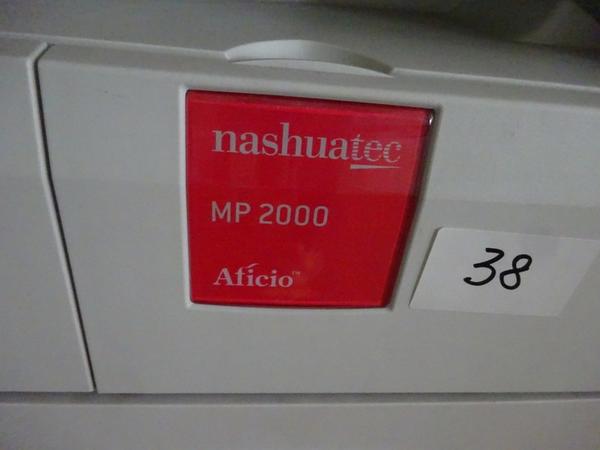 nashuatec
MP 2000
Aficio™
38